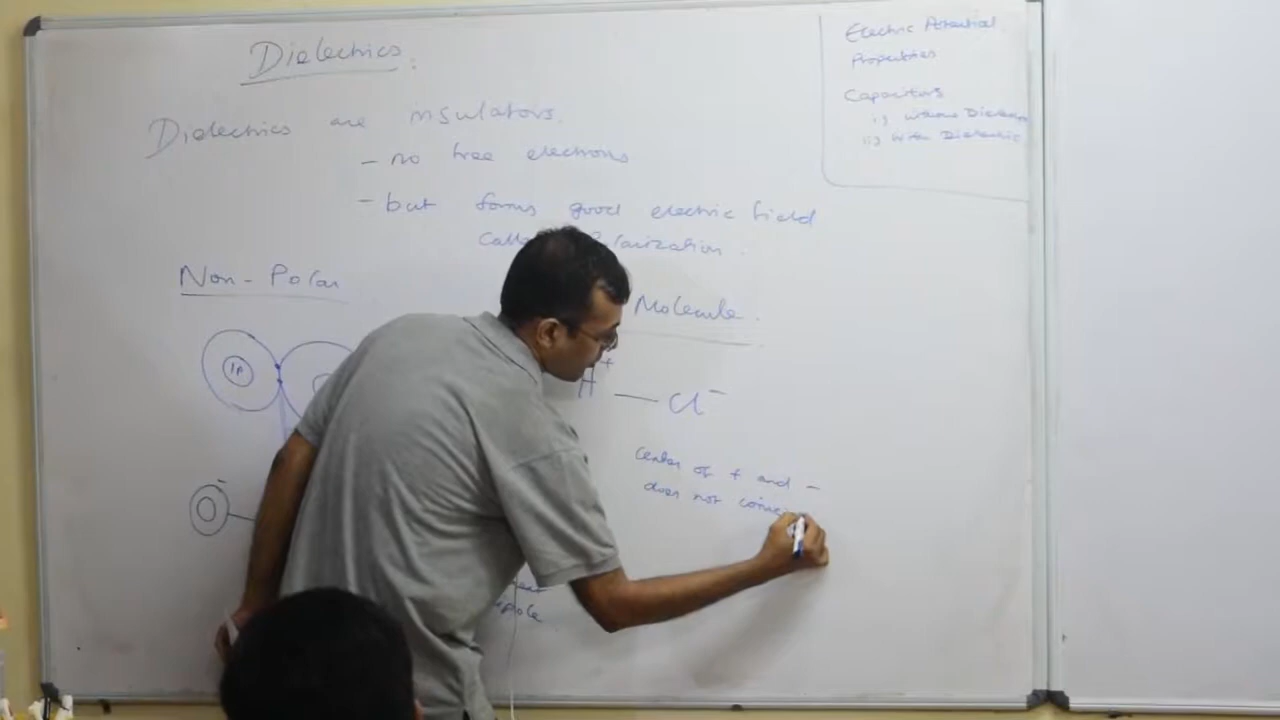 Dielectrics.
Dielectrics are insulators.
- no free electrons
- but forms good electric field
Non-Polar
Molecule.
1p
H+ — Cl-
Center of + and -
does not
Electric Potential
Properties
Capacitors
i) without Dielectric
ii) with Dielectric